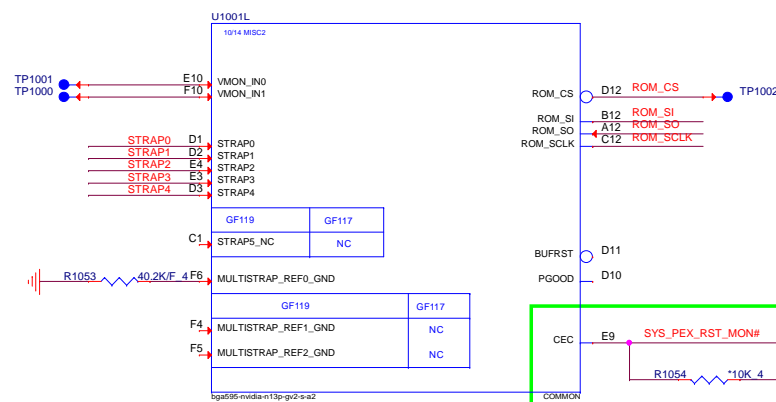 U1001L
10/14 MISC2
TP1001
E10
VMON_IN0
TP1000
F10
VMON_IN1
ROM_CS
D12
ROM_CS
TP1002
ROM_SI
B12
ROM_SI
ROM_SO
A12
ROM_SO
ROM_SCLK
C12
ROM_SCLK
STRAP0
D1
STRAP0
STRAP1
D2
STRAP1
STRAP2
E4
STRAP2
STRAP3
E3
STRAP3
STRAP4
D3
STRAP4
GF119
GF117
C1
STRAP5_NC
NC
BUFRST
D11
R1053
40.2K/F_4
F6
MULTISTRAP_REF0_GND
PGOOD
D10
GF119
GF117
F4
MULTISTRAP_REF1_GND
NC
F5
MULTISTRAP_REF2_GND
NC
CEC
E9
SYS_PEX_RST_MON#
R1054
*10K_4
bga595-nvidia-n13p-gv2-s-a2
COMMON